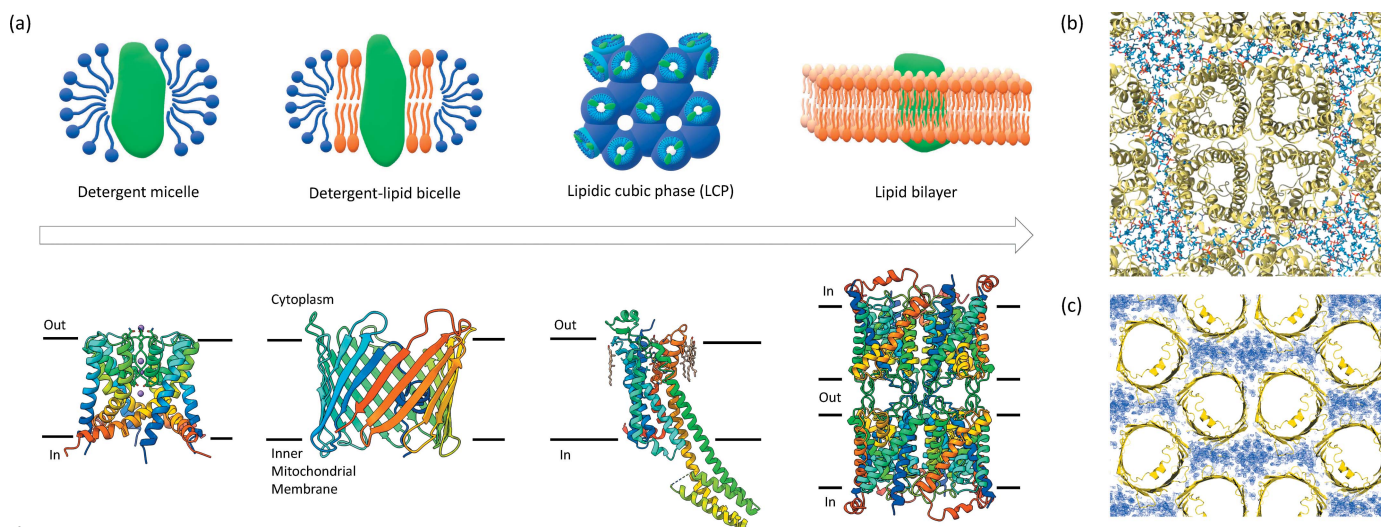 (a)
(b)
Detergent micelle
Detergent-lipid bicelle
Lipidic cubic phase (LCP)
Lipid bilayer
Out
In
Cytoplasm
Inner
Mitochondrial
Membrane
Out
In
In
Out
In
(c)